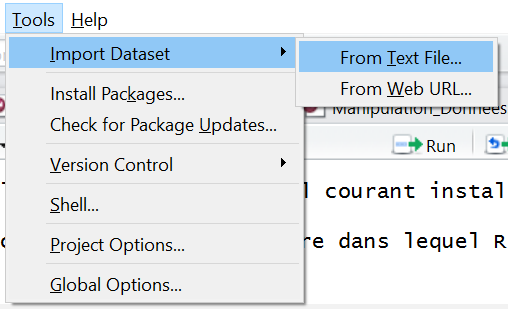 Tools Help
Import Dataset
From Text File...
From Web URL...
Install Packages...
Manipulation_Donnees
Check for Package Updates...
Run
Version Control
courant instal
Shell...
Project Options...
re dans lequel R
Global Options...